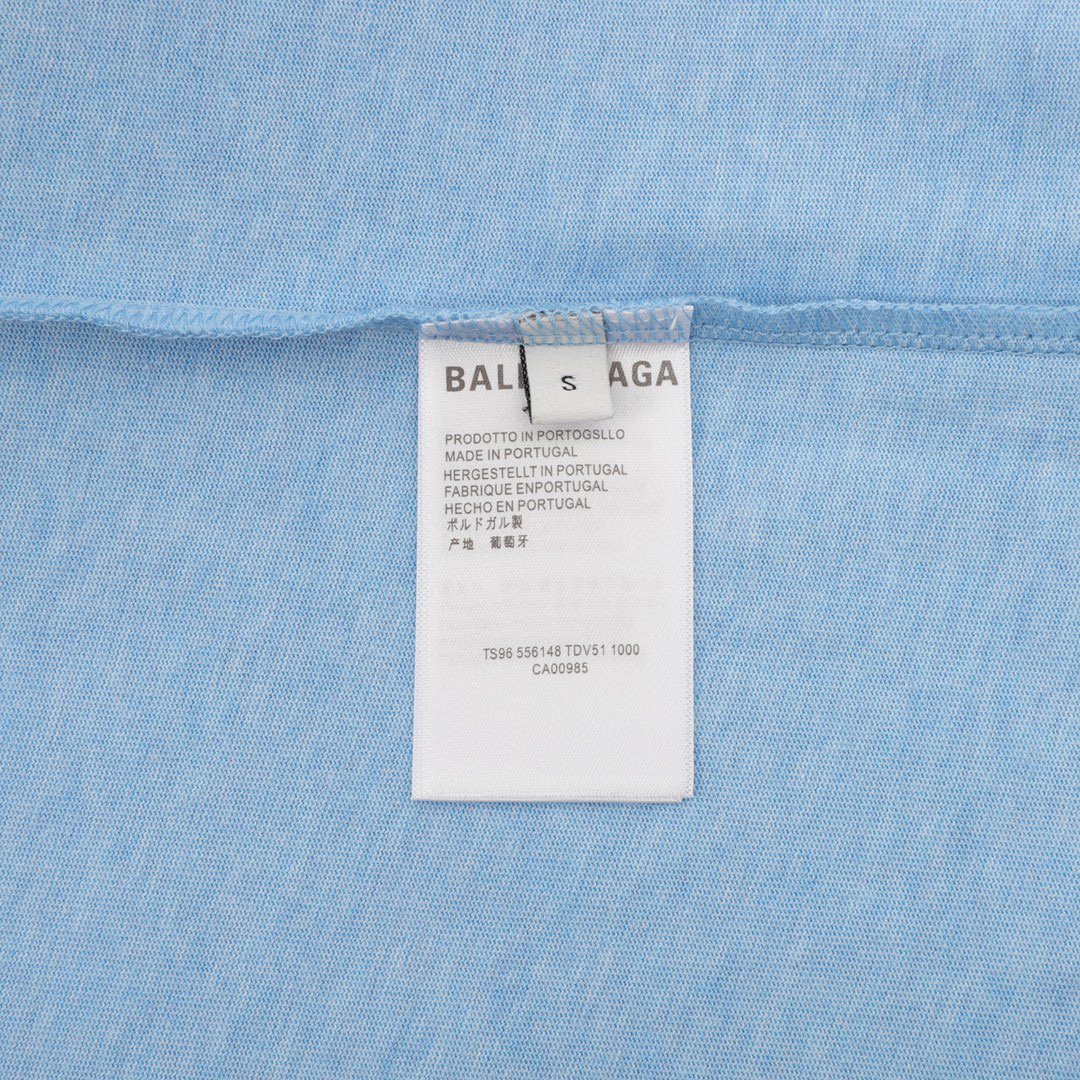 BAL AGA
S
PRODOTTO IN PORTOGSLLO
MADE IN PORTUGAL
HERGESTELLT IN PORTUGAL
FABRIQUE ENPORTUGAL
HECHO EN PORTUGAL
ポルドガル製
产地 葡萄牙
TS96 556148 TDV51 1000
CA00985